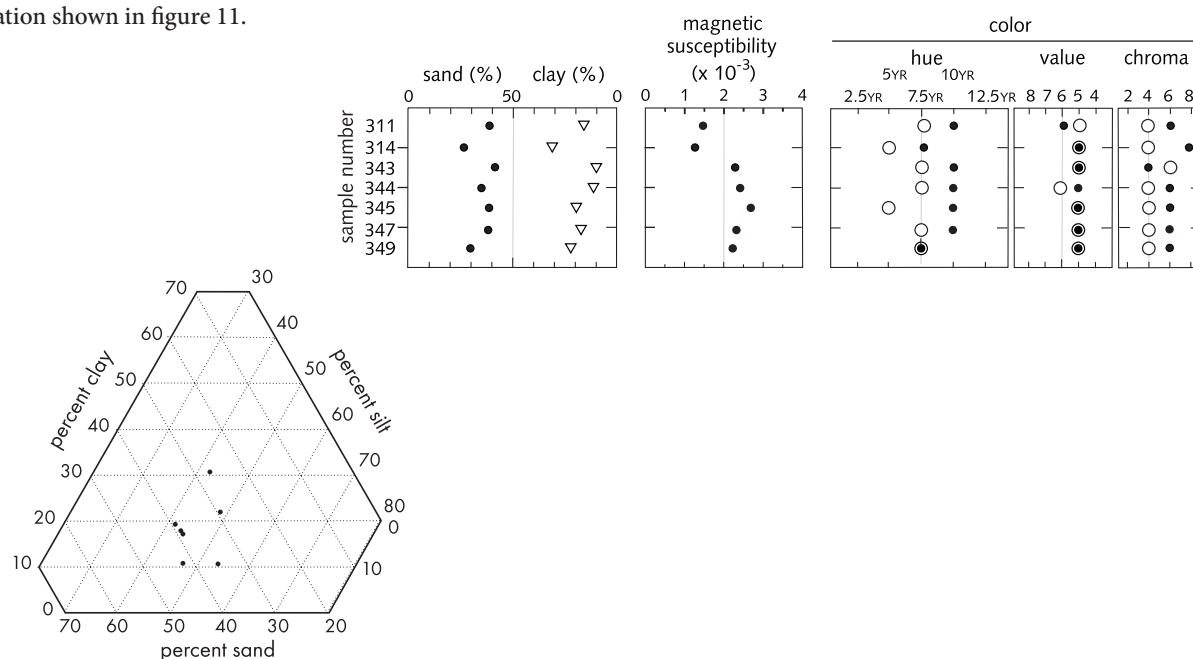 ation shown in figure 11.
magnetic
susceptibility
(x 10-3)
color
sand (%) clay (%)
hue value chroma
5YR 10YR
0 50 0
0 1 2 3 4
2.5YR 7.5YR 12.5YR
8 7 6 5 4
2 4 6 8
sample number
311
314
343
344
345
347
349
70 30
60 40
50 50
40 60
30 70
20 80
0
10 10
0
percent clay
percent silt
70 60 50 40 30 20
percent sand